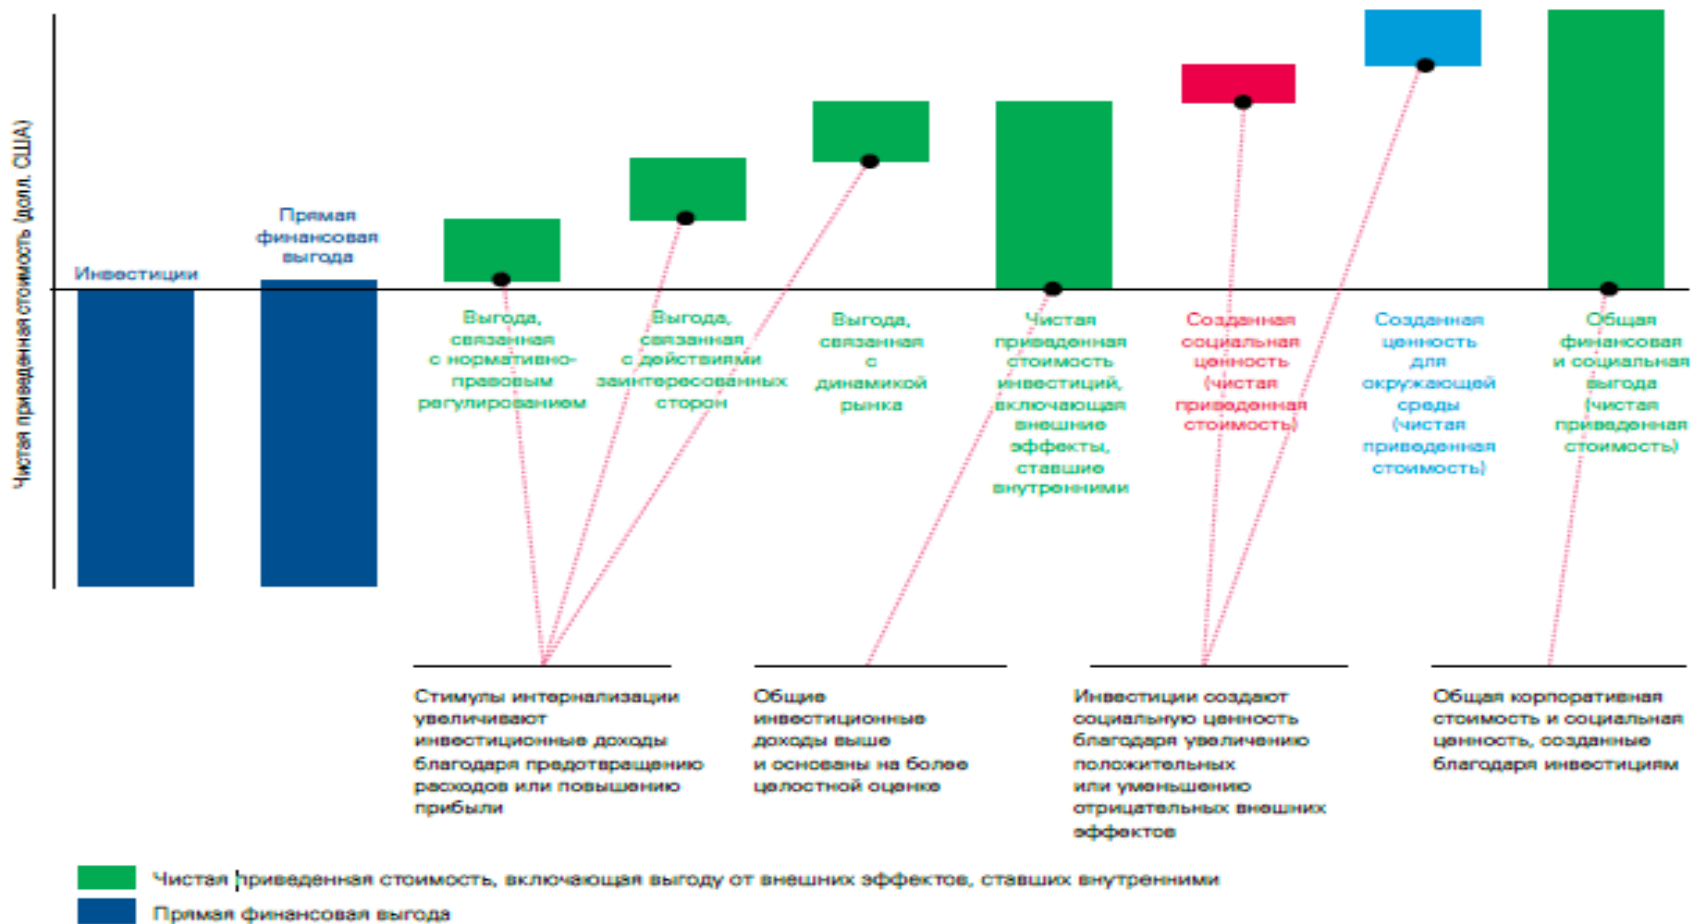 Чистая приведенная стоимость (долл. США)
Инвестиции
Прямая
финансовая
выгода
Выгода,
связанная
с нормативно-
правовым
регулированием
Выгода,
связанная
с действиями
заинтересованных
сторон
Выгода,
связанная
с
динамикой
рынка
Чистая
приведенная
стоимость
инвестиций,
включающая
внешние
эффекты,
ставшие
внутренними
Созданная
социальная
ценность
(чистая
приведенная
стоимость)
Созданная
ценность
для
окружающей
среды
(чистая
приведенная
стоимость)
Общая
финансовая
и социальная
выгода
(чистая
приведенная
стоимость)
Стимулы интернализации
увеличивают
инвестиционные доходы
благодаря предотвращению
расходов или повышению
прибыли
Общие
инвестиционные
доходы выше
и основаны на более
целостной оценке
Инвестиции создают
социальную ценность
благодаря увеличению
положительных
или уменьшению
отрицательных внешних
эффектов
Общая корпоративная
стоимость и социальная
ценность, созданные
благодаря инвестициям
Чистая приведенная стоимость, включающая выгоду от внешних эффектов, ставших внутренними
Прямая финансовая выгода